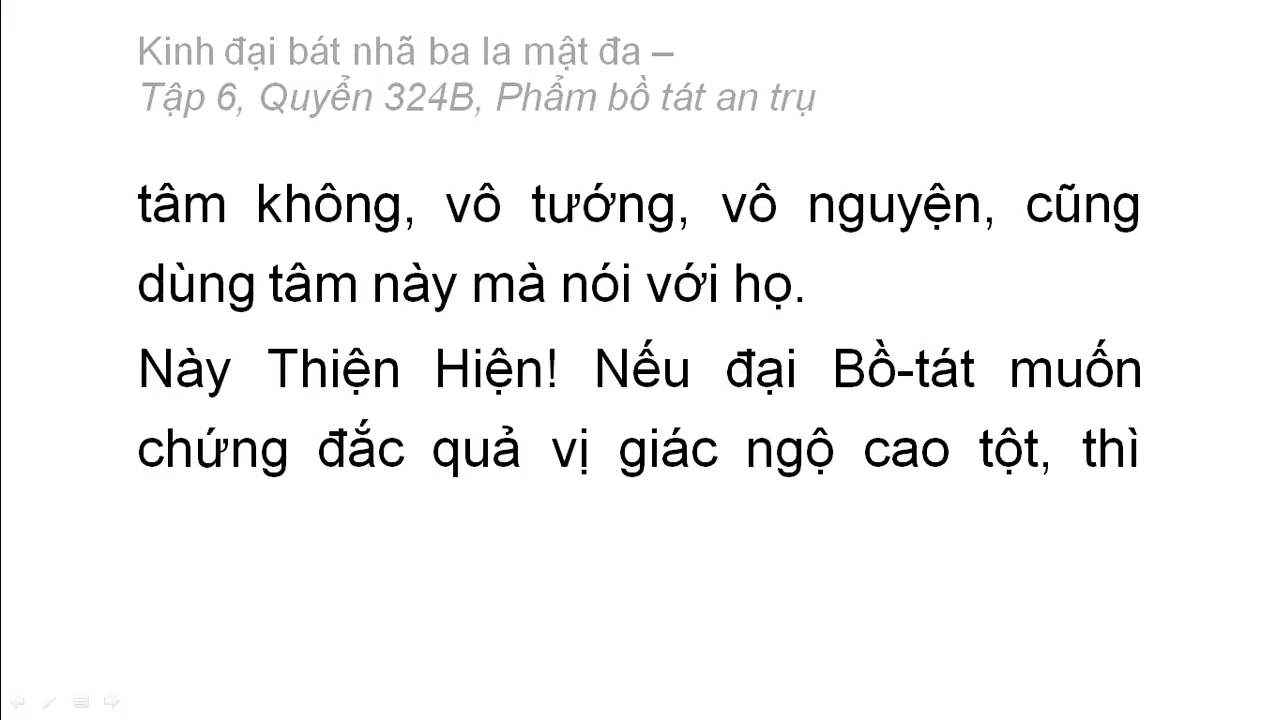 Kinh đại bát nhã ba la mật đa –
Tập 6, Quyển 324B, Phẩm bồ tát an trụ
tâm không, vô tướng, vô nguyện, cũng
dùng tâm này mà nói với họ.
Này Thiện Hiện! Nếu đại Bồ-tát muốn
chứng đắc quả vị giác ngộ cao tột, thì